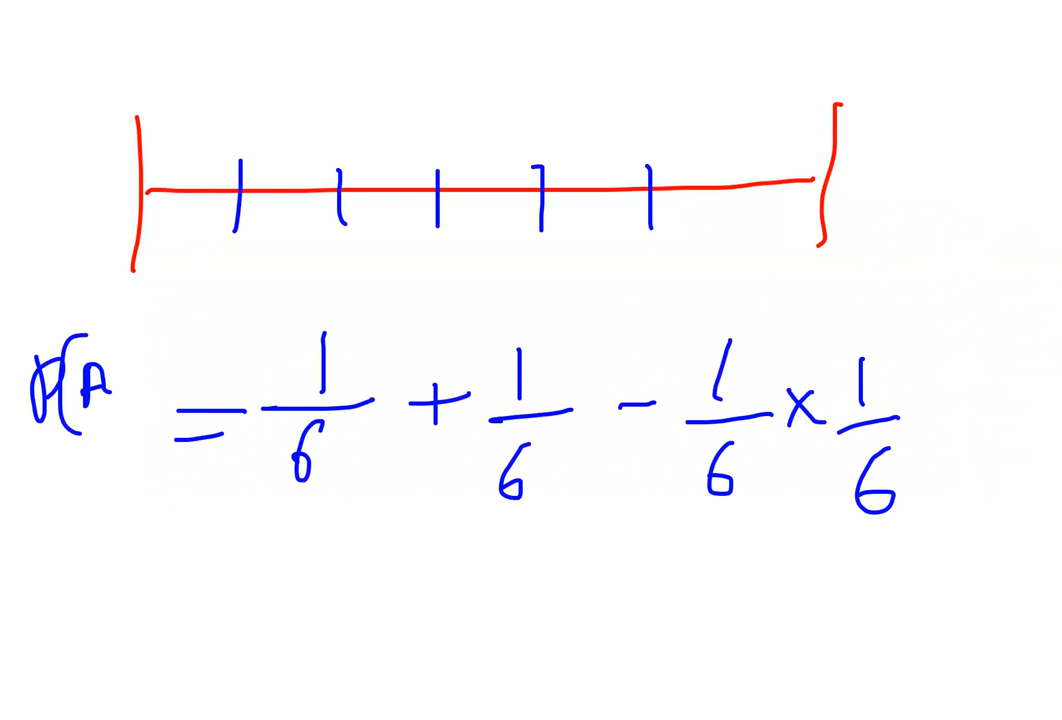 P(A = 1/6 + 1/6 - 1/6 × 1/6